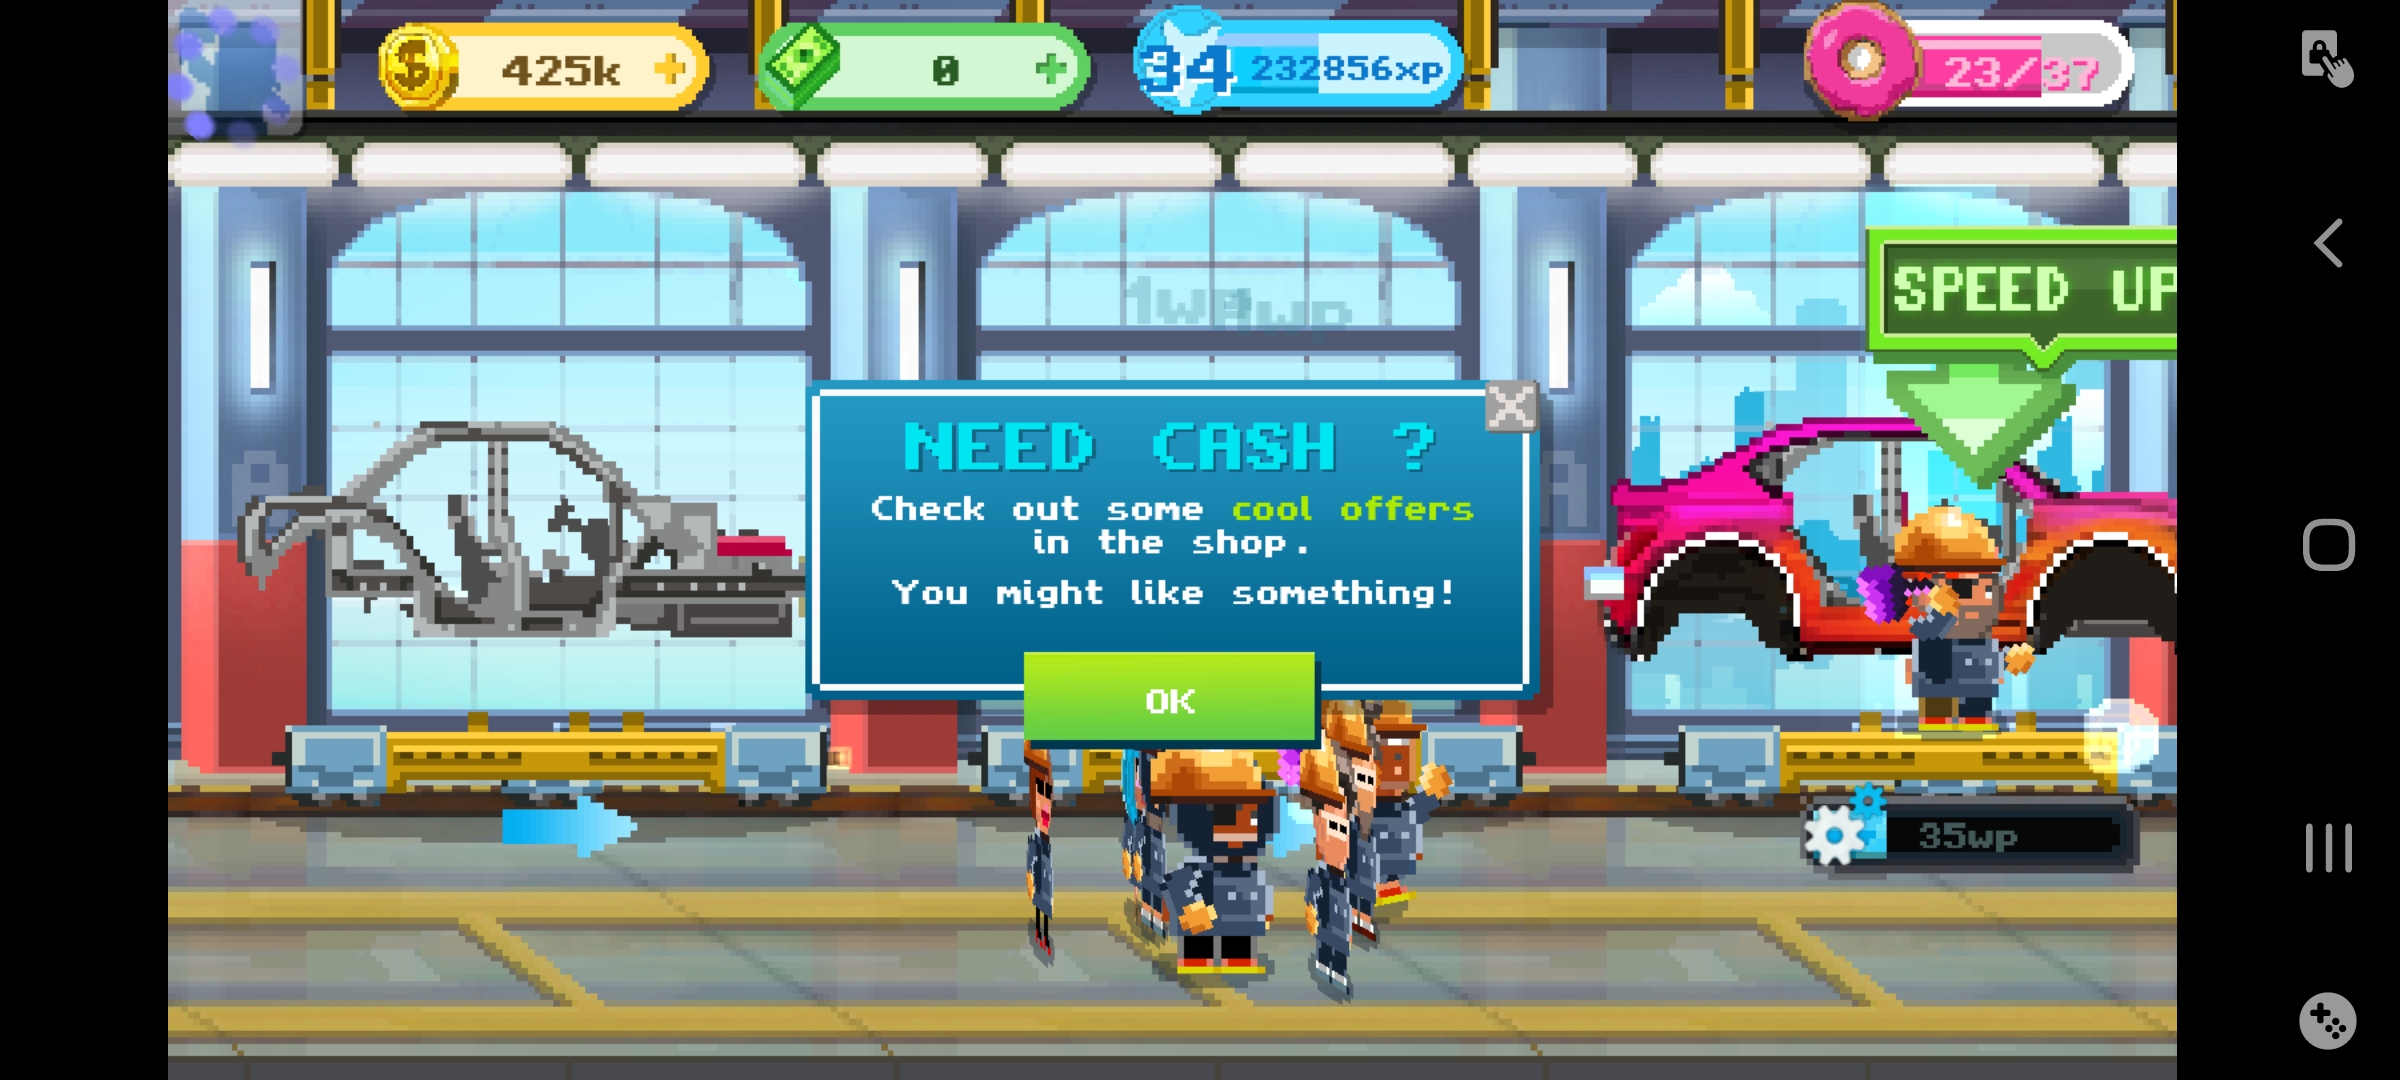 425k
0
34 232856xp
23/37
SPEED UP
NEED CASH ?
Check out some cool offers
in the shop.
You might like something!
OK
35wp